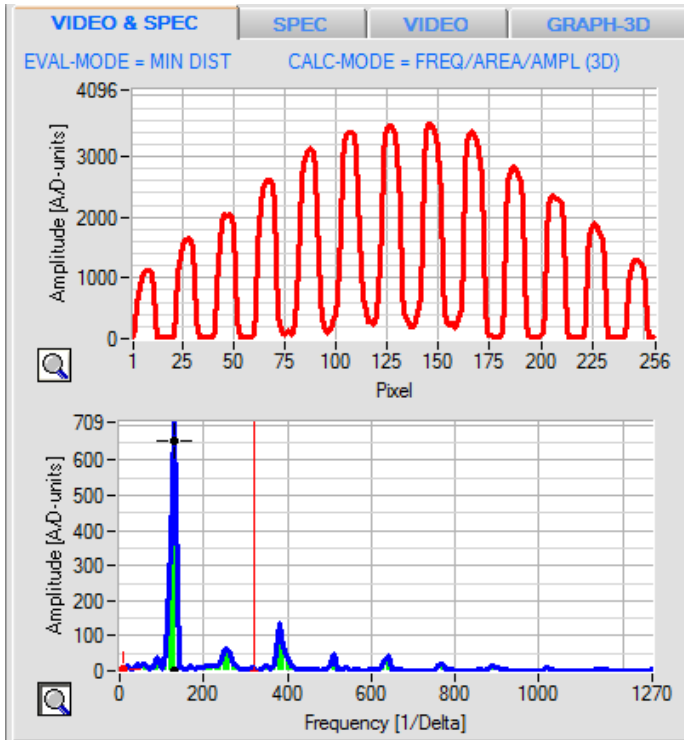 VIDEO & SPEC SPEC VIDEO GRAPH-3D
EVAL-MODE = MIN DIST CALC-MODE = FREQ/AREA/AMPL (3D)
4096
3000
2000
1000
0
Amplitude [A/D-units]
1 25 50 75 100 125 150 175 200 225 256
Pixel
709
600
500
400
300
200
100
0
Amplitude [A/D-units]
0 200 400 600 800 1000 1270
Frequency [1/Delta]